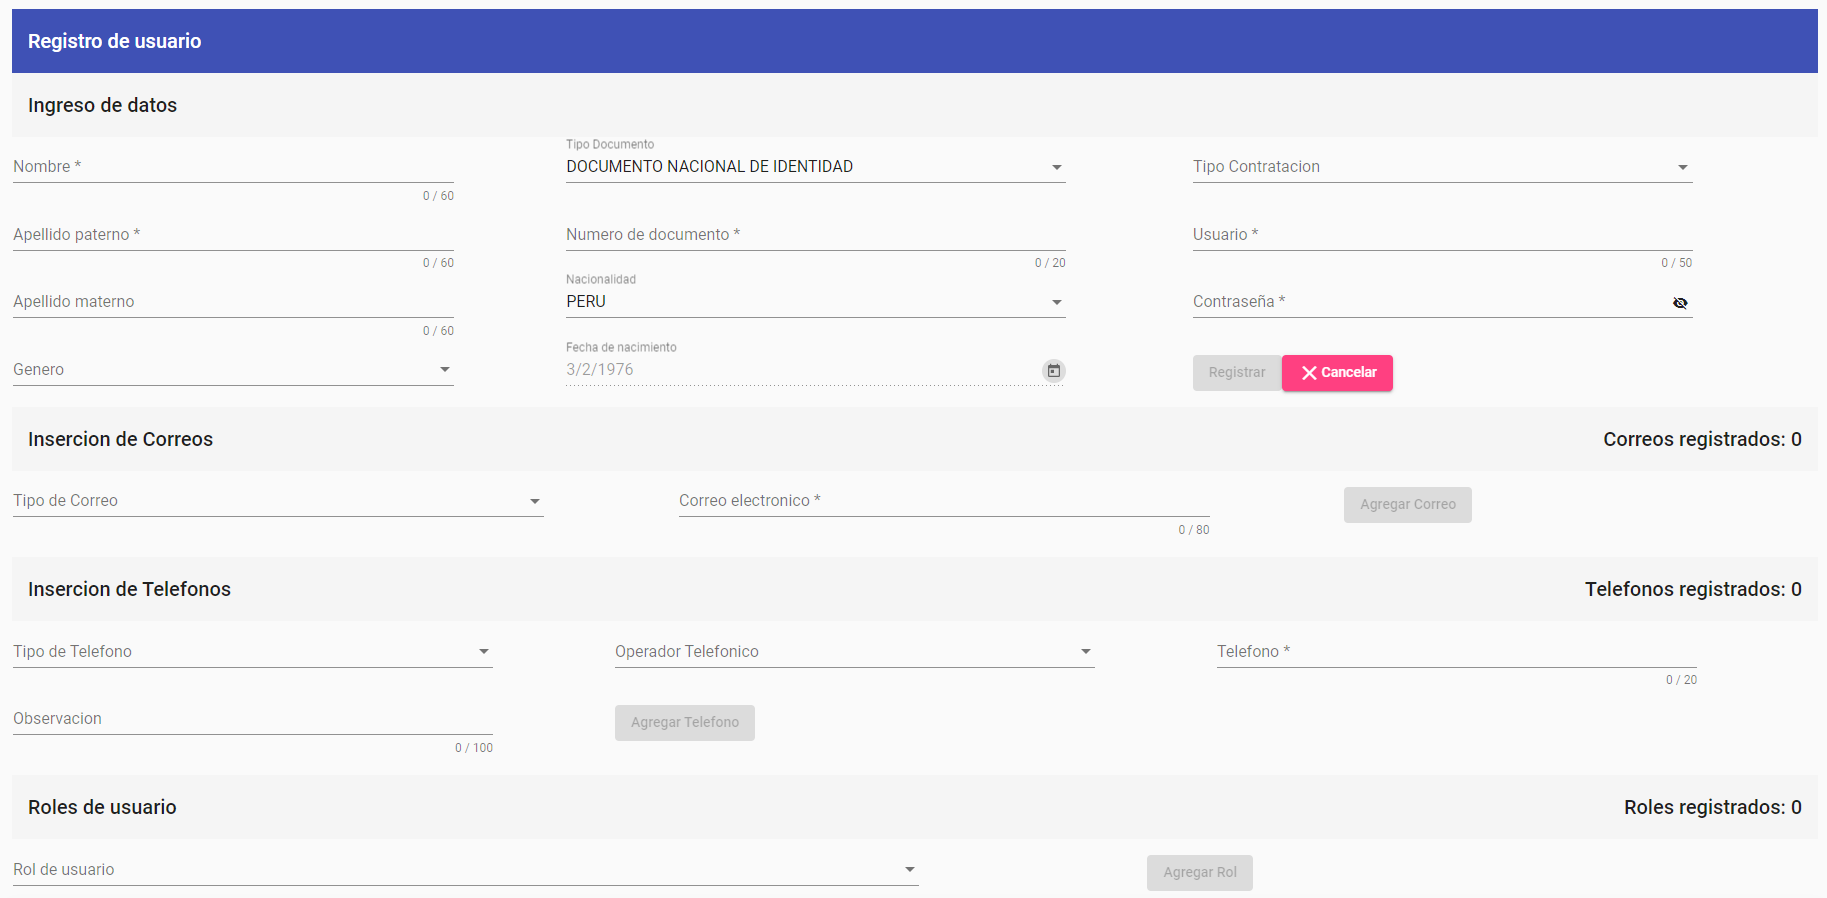 Registro de usuario
Ingreso de datos
Nombre *
0 / 60
Tipo Documento
DOCUMENTO NACIONAL DE IDENTIDAD
Tipo Contratacion
Apellido paterno *
0 / 60
Numero de documento *
0 / 20
Usuario *
0 / 50
Apellido materno
0 / 60
Nacionalidad
PERU
Contraseña *
Genero
Fecha de nacimiento
3/2/1976
Registrar
Cancelar
Insercion de Correos
Correos registrados: 0
Tipo de Correo
Correo electronico *
0 / 80
Agregar Correo
Insercion de Telefonos
Telefonos registrados: 0
Tipo de Telefono
Operador Telefonico
Telefono *
0 / 20
Observacion
0 / 100
Agregar Telefono
Roles de usuario
Roles registrados: 0
Rol de usuario
Agregar Rol